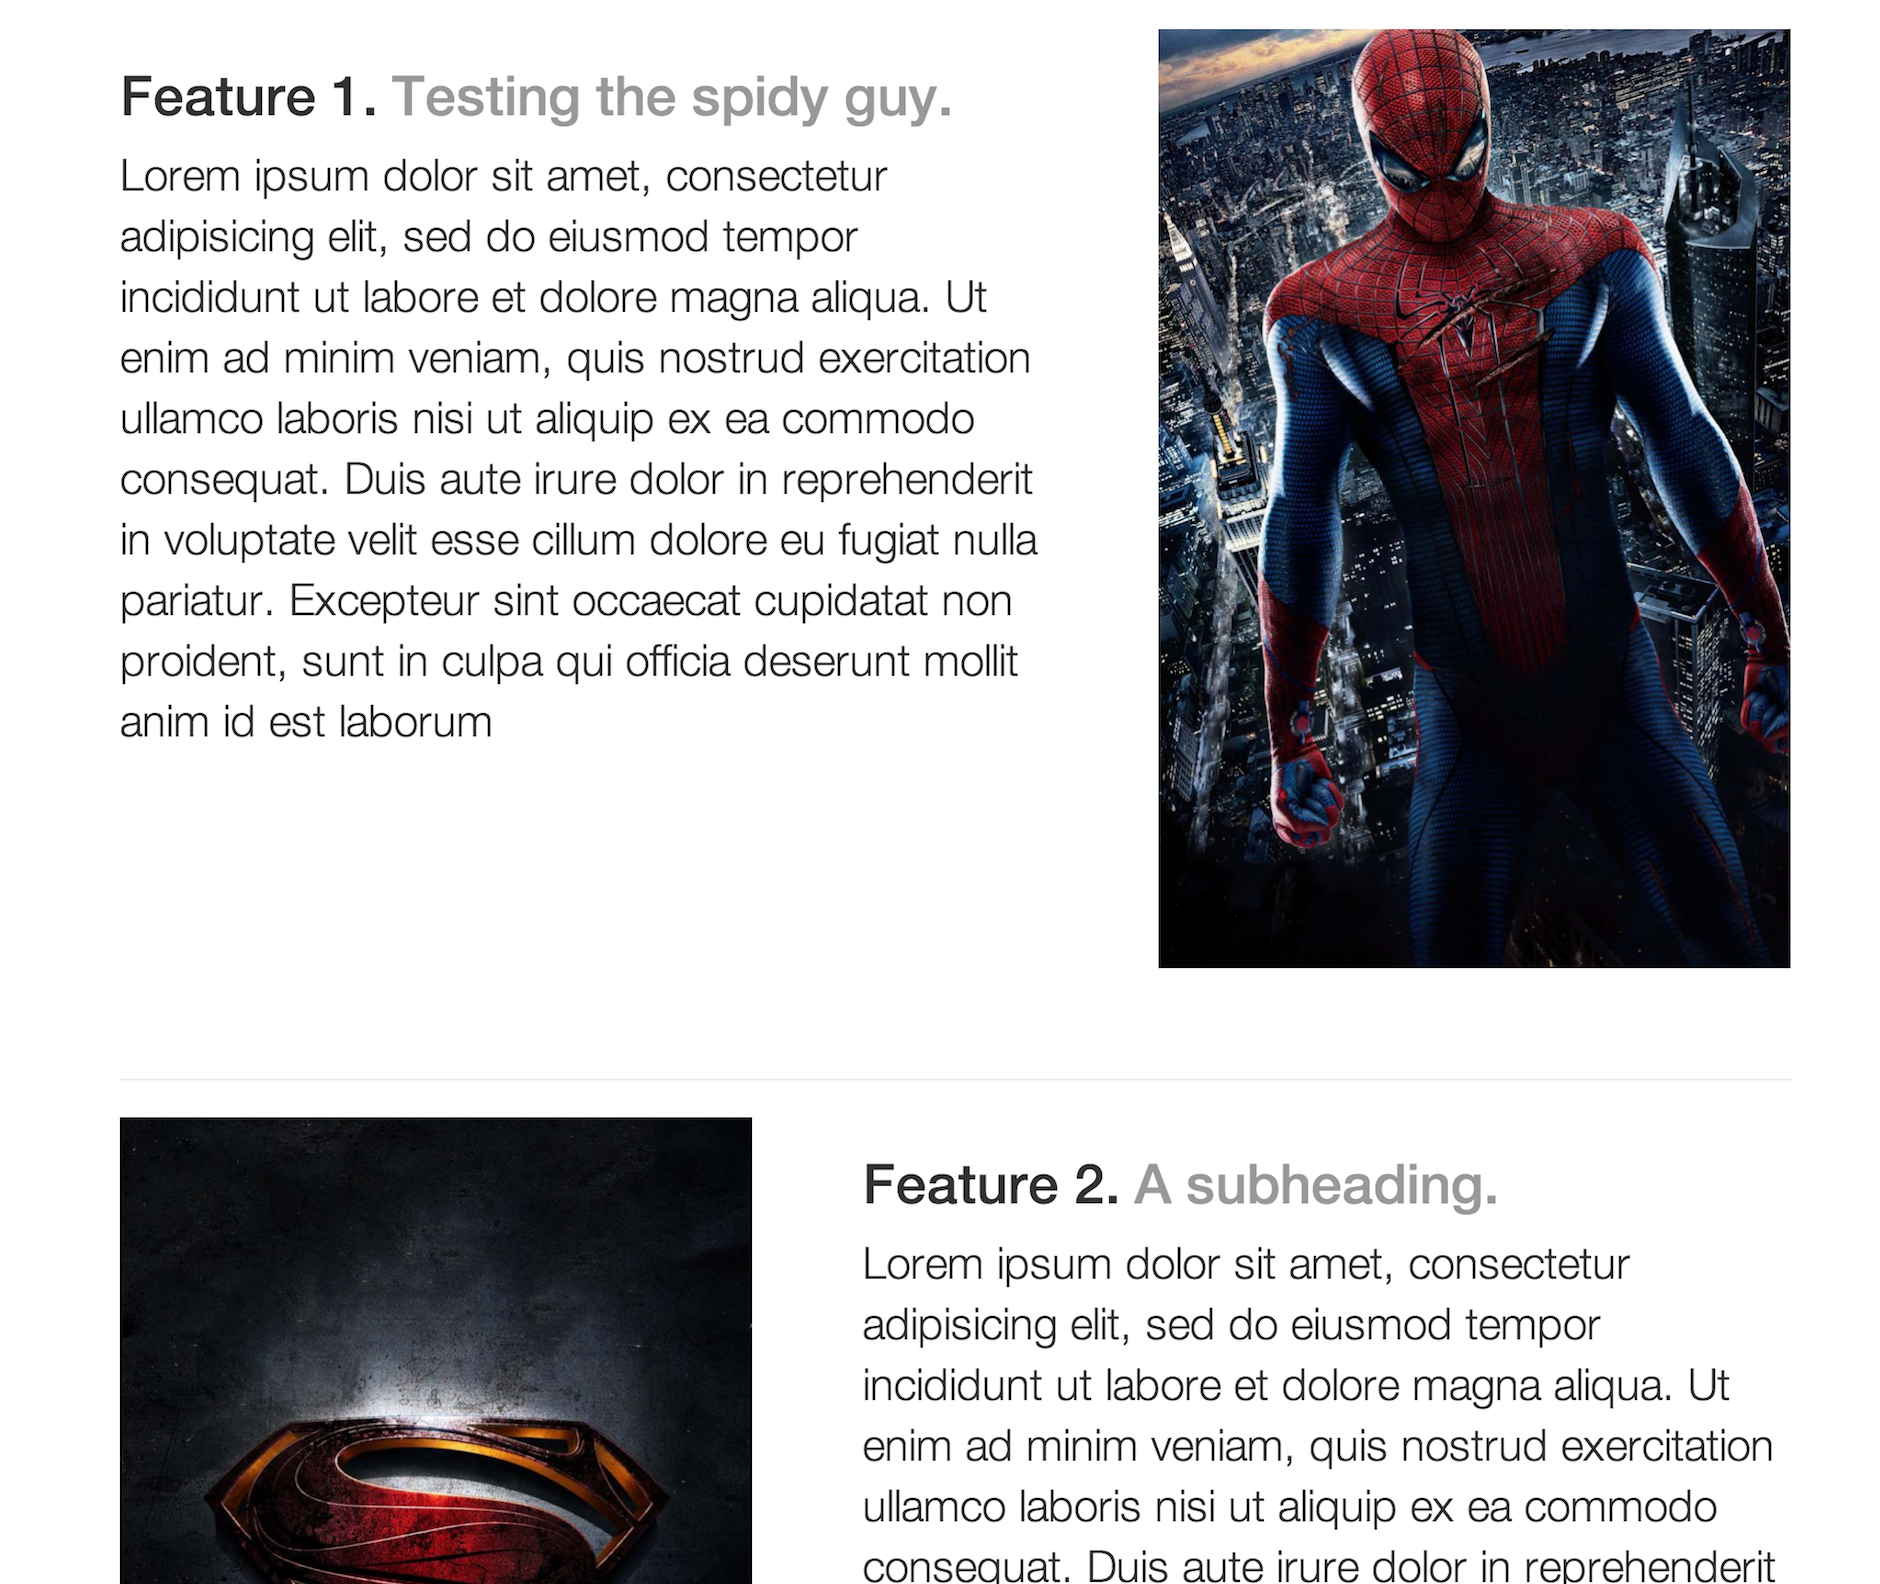 Feature 1. Testing the spidy guy.
Lorem ipsum dolor sit amet, consectetur
adipisicing elit, sed do eiusmod tempor
incididunt ut labore et dolore magna aliqua. Ut
enim ad minim veniam, quis nostrud exercitation
ullamco laboris nisi ut aliquip ex ea commodo
consequat. Duis aute irure dolor in reprehenderit
in voluptate velit esse cillum dolore eu fugiat nulla
pariatur. Excepteur sint occaecat cupidatat non
proident, sunt in culpa qui officia deserunt mollit
anim id est laborum
Feature 2. A subheading.
Lorem ipsum dolor sit amet, consectetur
adipisicing elit, sed do eiusmod tempor
incididunt ut labore et dolore magna aliqua. Ut
enim ad minim veniam, quis nostrud exercitation
ullamco laboris nisi ut aliquip ex ea commodo
consequat. Duis aute irure dolor in reprehenderit